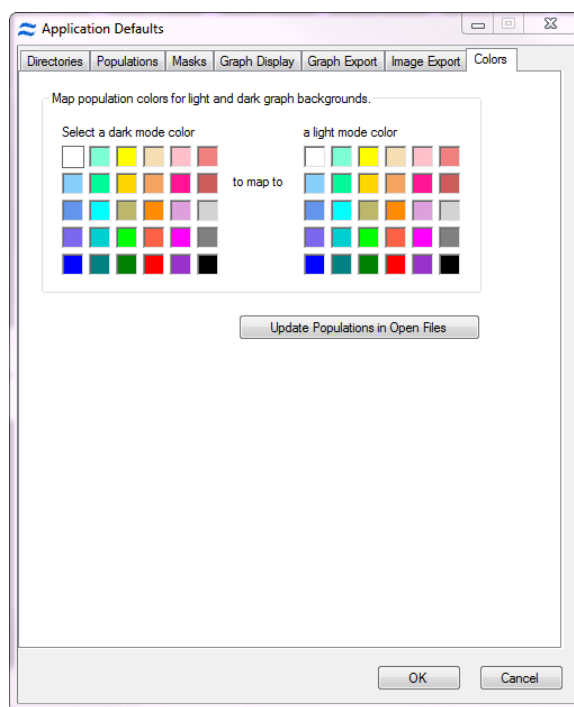 Application Defaults
Directories Populations Masks Graph Display Graph Export Image Export Colors
Map population colors for light and dark graph backgrounds.
Select a dark mode color a light mode color
to map to
Update Populations in Open Files
OK Cancel